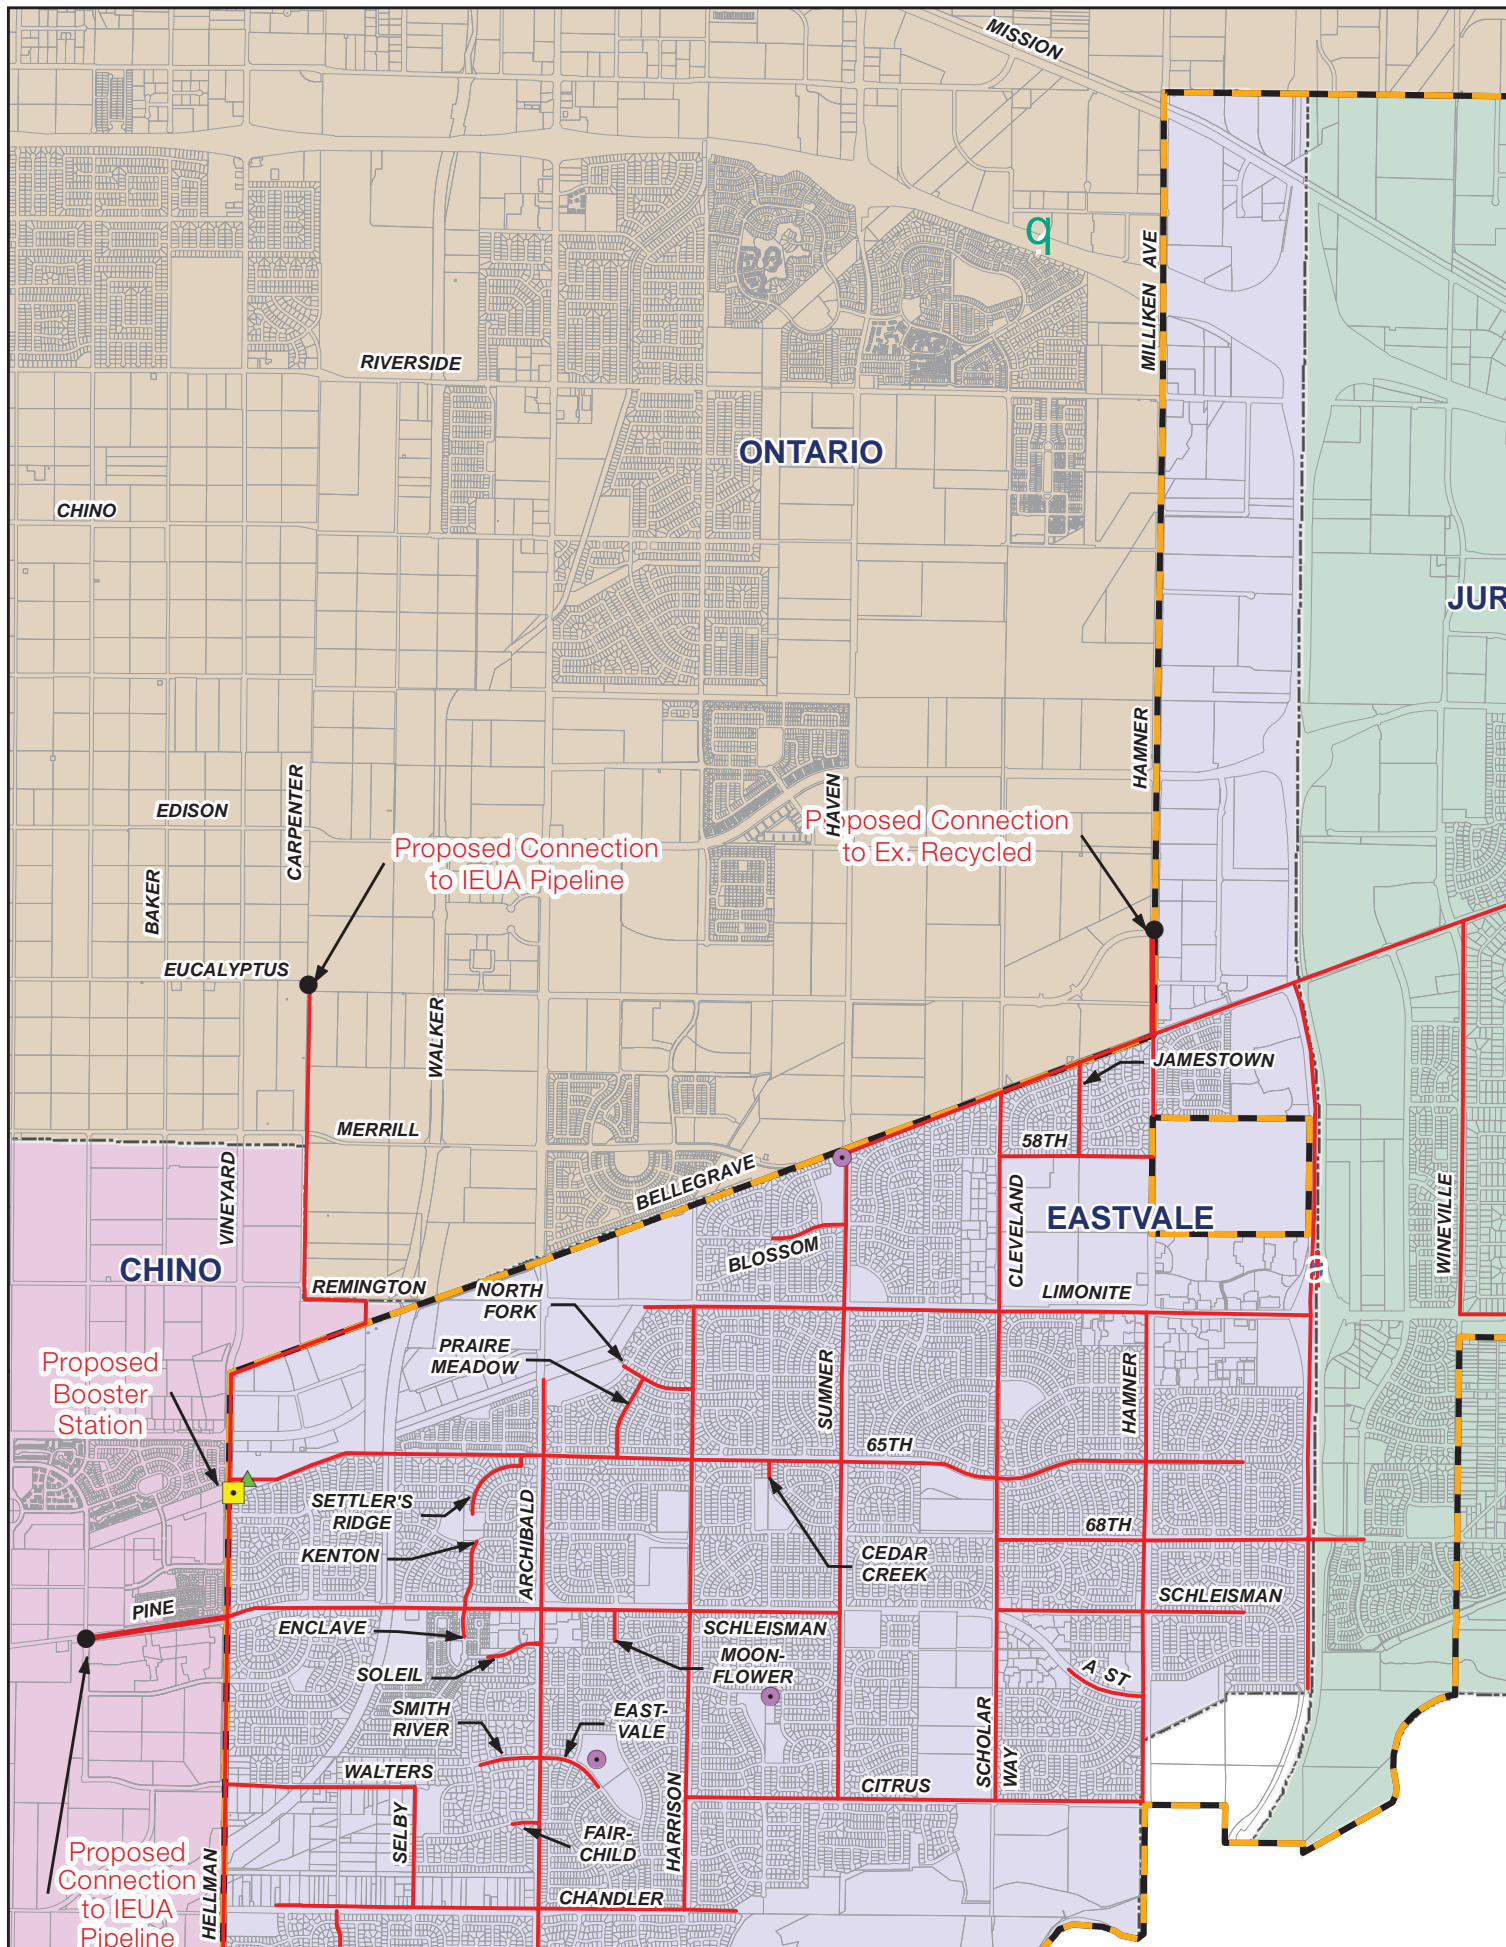 MISSION
q
MILLIKEN AVE
RIVERSIDE
ONTARIO
CHINO
JUR
HAMNER
EDISON
CARPENTER
HAVEN
Proposed Connection
to Ex. Recycled
Proposed Connection
to IEUA Pipeline
BAKER
EUCALYPTUS
WALKER
JAMESTOWN
MERRILL
58TH
VINEYARD
BELLEGRAVE
CLEVELAND
WINEVILLE
EASTVALE
BLOSSOM
CHINO
a
REMINGTON
NORTH
FORK
LIMONITE
PRAIRE
MEADOW
Proposed
Booster
Station
SUMNER
HAMNER
65TH
SETTLER'S
RIDGE
ARCHIBALD
68TH
KENTON
CEDAR
CREEK
PINE
SCHLEISMAN
ENCLAVE
SCHLEISMAN
MOON-
FLOWER
SOLEIL
A ST
SMITH
RIVER
EAST-
VALE
SCHOLAR
WAY
WALTERS
CITRUS
HARRISON
SELBY
FAIR-
CHILD
Proposed
Connection
to IEUA
Pipeline
HELLMAN
CHANDLER